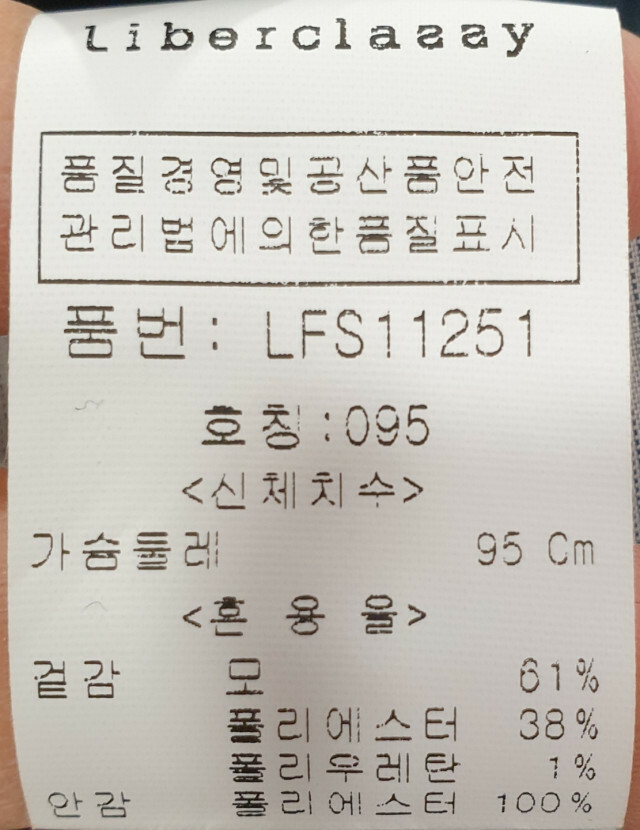 Liberclassy
품질경영및공산품안전
관리법에의한품질표시
품번: LFS11251
호칭:095
<신체치수>
가슴둘레 95 Cm
<혼 용 율>
겉감 모 61%
폴리에스터 38%
폴리우레탄 1%
안감 폴리에스터 100%